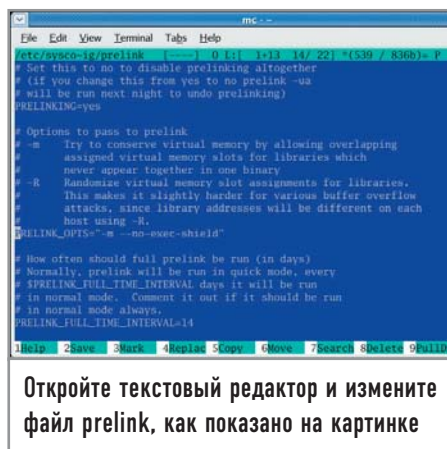 mc - ~
File Edit View Terminal Tabs Help
/etc/sysco~ig/prelink [----] 0 L:[ 1+13 14/ 22] *(539 / 836b)= P
# Set this to no to disable prelinking altogether
# (if you change this from yes to no prelink -ua
# will be run next night to undo prelinking)
PRELINKING=yes
# Options to pass to prelink
# -m Try to conserve virtual memory by allowing overlapping
# assigned virtual memory slots for libraries which
# never appear together in one binary
# -R Randomize virtual memory slot assignments for libraries.
# This makes it slightly harder for various buffer overflow
# attacks, since library addresses will be different on each
# host using -R.
PRELINK_OPTS="-m --no-exec-shield"
# How often should full prelink be run (in days)
# Normally, prelink will be run in quick mode, every
# $PRELINK_FULL_TIME_INTERVAL days it will be run
# in normal mode. Comment it out if it should be run
# in normal mode always.
PRELINK_FULL_TIME_INTERVAL=14
1Help 2Save 3Mark 4Replac 5Copy 6Move 7Search 8Delete 9PullD
Откройте текстовый редактор и измените
файл prelink, как показано на картинке